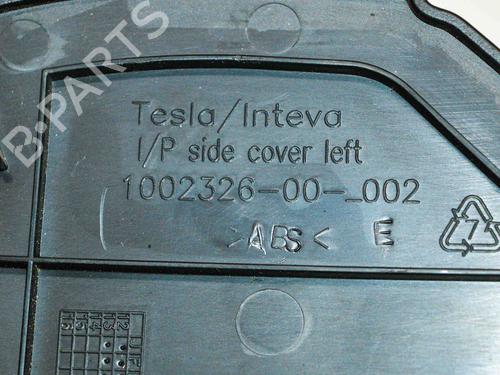 B-PARTS
Tesla/Inteva
I/P side cover left
1002326-00-_002
>ABS< E
7